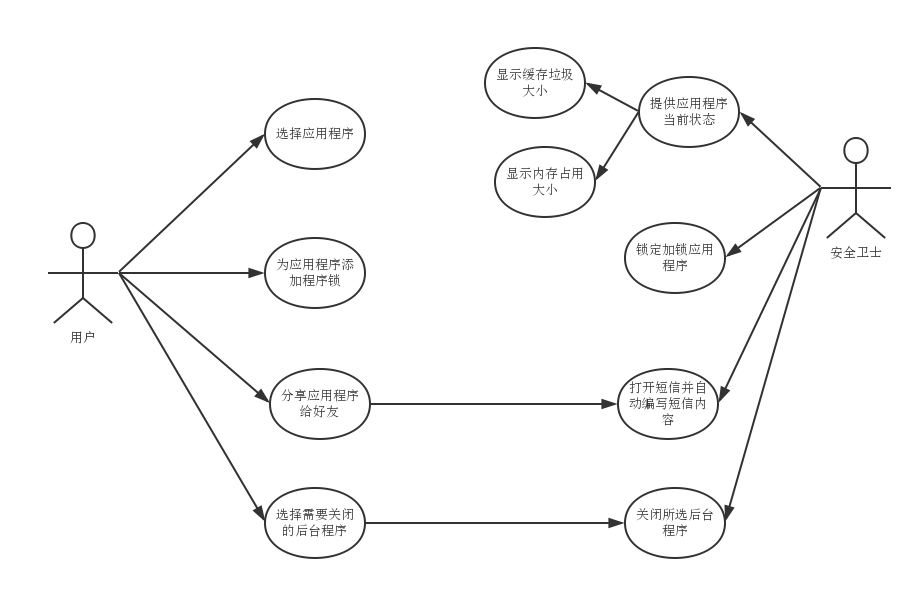 显示缓存垃圾
大小
提供应用程序
当前状态
选择应用程序
显示内存占用
大小
安全卫士
锁定加锁应用
程序
为应用程序添
加程序锁
用户
分享应用程序
给好友
打开短信并自
动编写短信内
容
选择需要关闭
的后台程序
关闭所选后台
程序